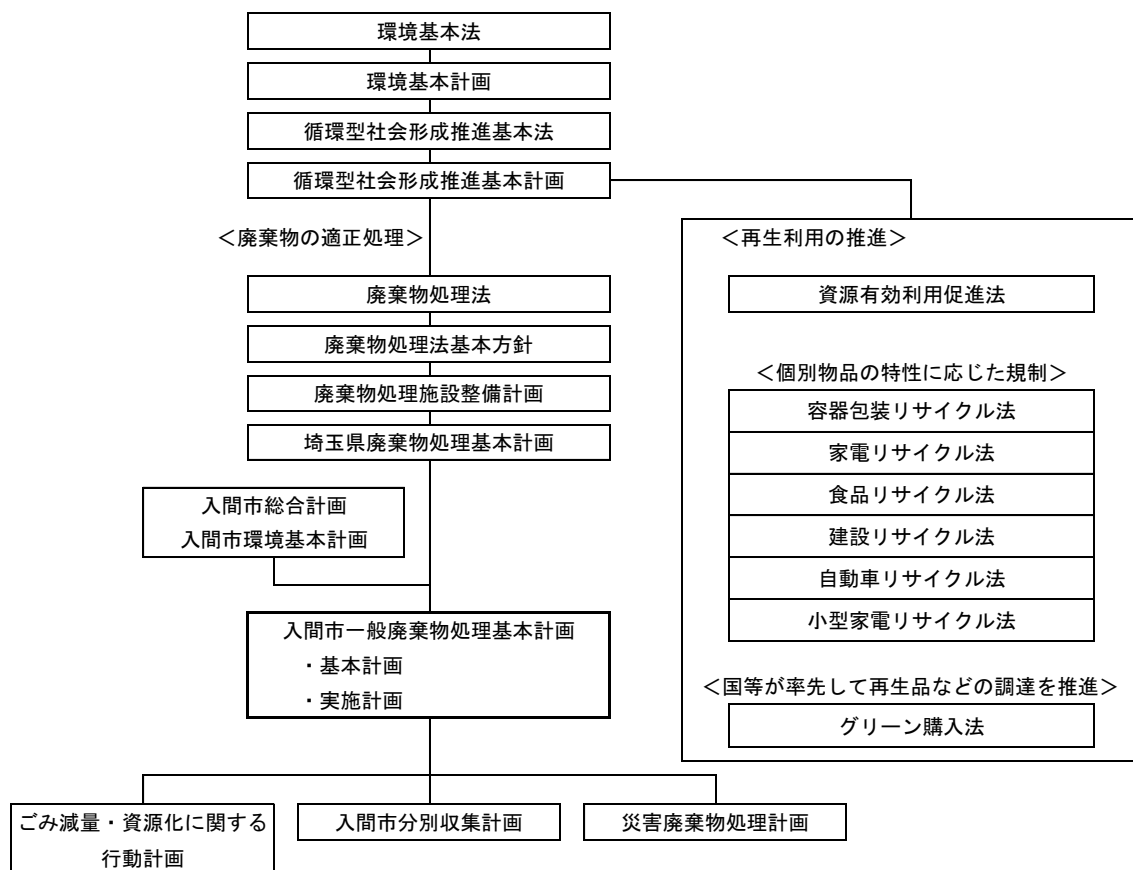 環境基本法
環境基本計画
循環型社会形成推進基本法
循環型社会形成推進基本計画
＜廃棄物の適正処理＞
廃棄物処理法
廃棄物処理法基本方針
廃棄物処理施設整備計画
埼玉県廃棄物処理基本計画
入間市総合計画
入間市環境基本計画
入間市一般廃棄物処理基本計画
・基本計画
・実施計画
＜再生利用の推進＞
資源有効利用促進法
＜個別物品の特性に応じた規制＞
容器包装リサイクル法
家電リサイクル法
食品リサイクル法
建設リサイクル法
自動車リサイクル法
小型家電リサイクル法
＜国等が率先して再生品などの調達を推進＞
グリーン購入法
ごみ減量・資源化に関する
行動計画
入間市分別収集計画
災害廃棄物処理計画